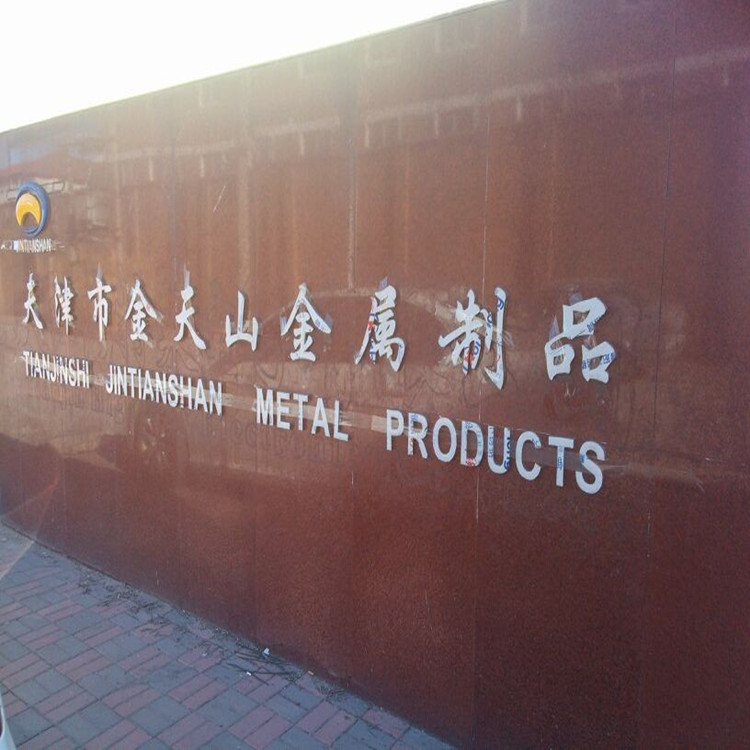 JINTIANSHAN
天津市金天山金属制品
TIANJINSHI JINTIANSHAN METAL PRODUCTS